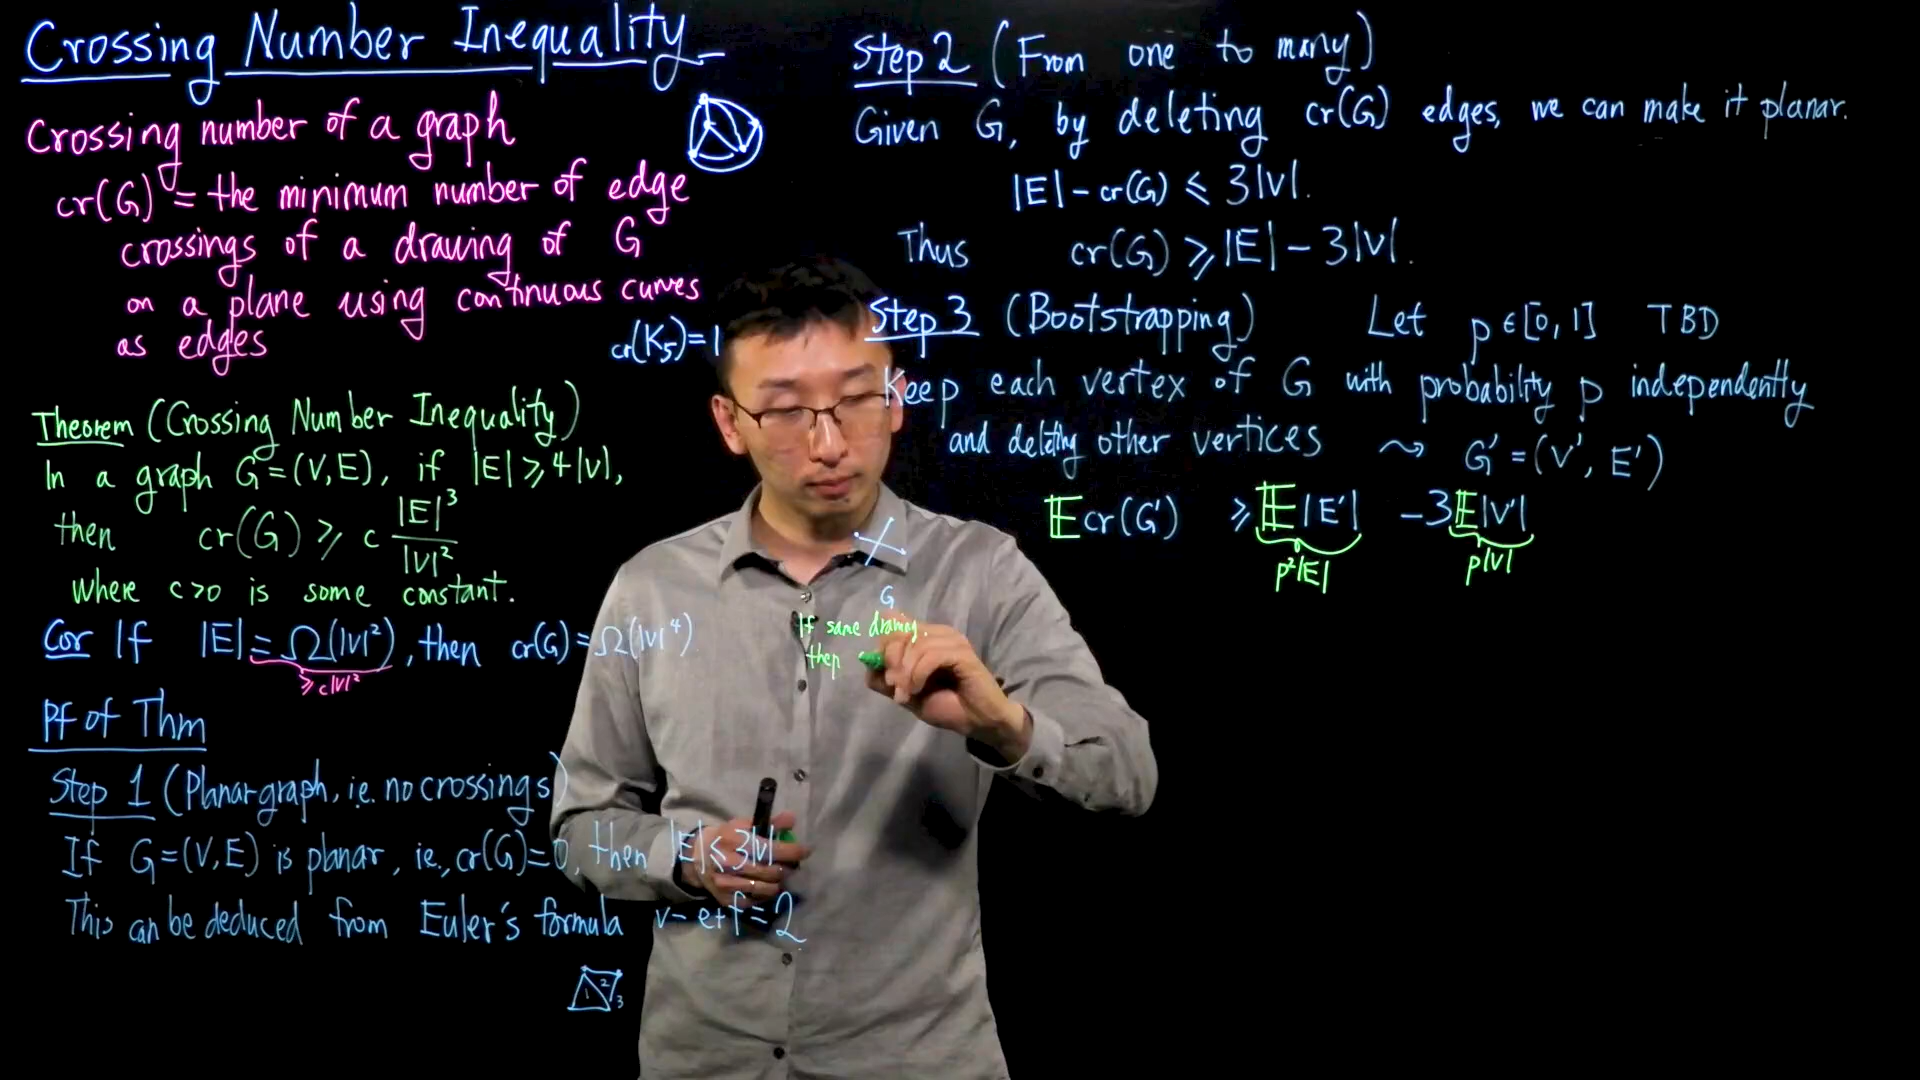 Crossing Number Inequality
Crossing number of a graph
cr(G) = the minimum number of edge
crossings of a drawing of G
on a plane using continuous curves
as edges
cr(K₅)=1
Theorem (Crossing Number Inequality)
In a graph G=(V,E), if |E| ⩾ 4|V|,
then cr(G) ⩾ c |E|³/|V|²
where c>0 is some constant.
Cor If |E| = Ω(|V|²), then cr(G) = Ω(|V|⁴)
⩾ c|V|²
Pf of Thm
Step 1 (Planar graph, i.e. no crossings)
If G=(V,E) is planar, i.e., cr(G)=0, then |E| ⩽ 3|V|
This can be deduced from Euler's formula v-e+f=2
1 2 3
Step 2 (From one to many)
Given G, by deleting cr(G) edges, we can make it planar.
|E| - cr(G) ⩽ 3|V|.
Thus cr(G) ⩾ |E| - 3|V|.
Step 3 (Bootstrapping) Let p∈[0,1] TBD
Keep each vertex of G with probability p independently
and deleting other vertices ⤳ G'=(V', E')
𝔼cr(G') ⩾ 𝔼|E'| - 3𝔼|V'|
p²|E| p|V|
G
If same drawing.
then